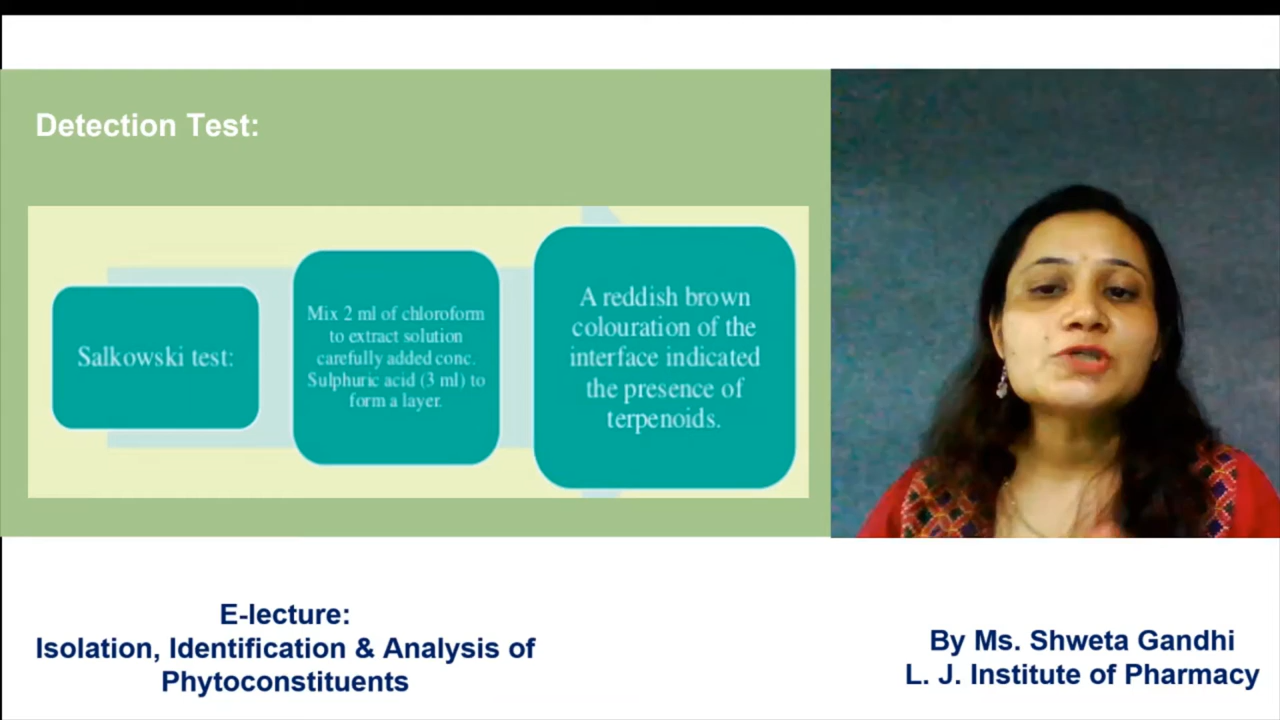 Detection Test:
Salkowski test:
Mix 2 ml of chloroform
to extract solution
carefully added conc.
Sulphuric acid (3 ml) to
form a layer.
A reddish brown
colouration of the
interface indicated
the presence of
terpenoids.
E-lecture:
Isolation, Identification & Analysis of
Phytoconstituents
By Ms. Shweta Gandhi
L. J. Institute of Pharmacy